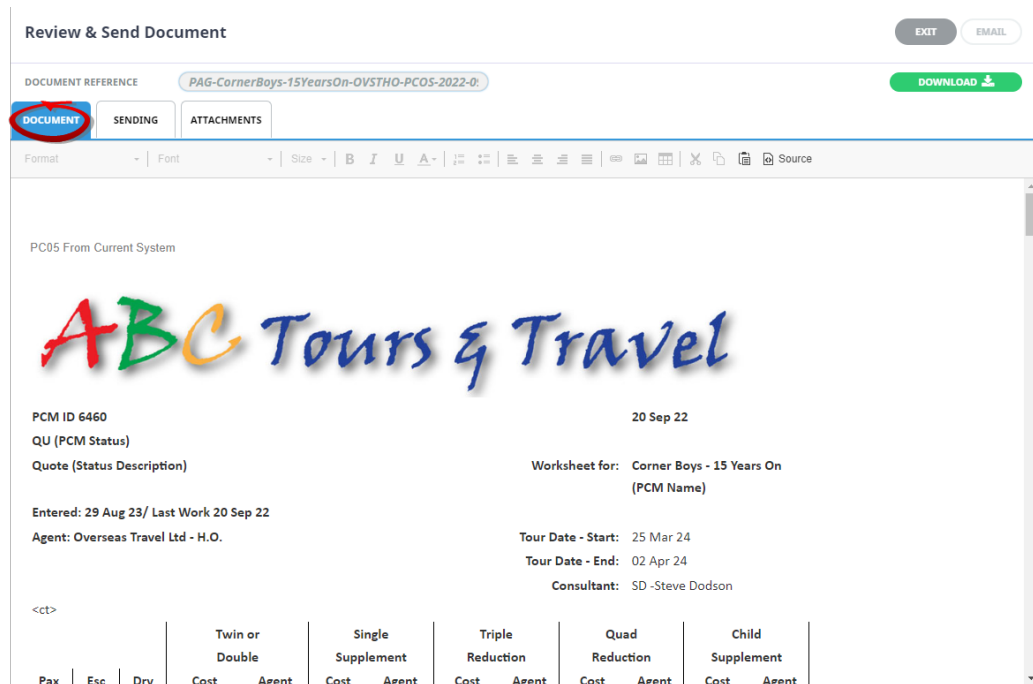 Review & Send Document
EXIT
EMAIL
DOCUMENT REFERENCE
PAG-CornerBoys-15YearsOn-OVSTHO-PCOS-2022-0
DOWNLOAD
DOCUMENT
SENDING
ATTACHMENTS
Format Font Size B I U A Source
PC05 From Current System
ABC Tours & Travel
PCM ID 6460 20 Sep 22
QU (PCM Status)
Quote (Status Description) Worksheet for: Corner Boys - 15 Years On
(PCM Name)
Entered: 29 Aug 23/ Last Work 20 Sep 22
Agent: Overseas Travel Ltd - H.O. Tour Date - Start: 25 Mar 24
Tour Date - End: 02 Apr 24
Consultant: SD -Steve Dodson
<ct>
Twin or Single Triple Quad Child
Double Supplement Reduction Reduction Supplement
Pax Esc Drv Cost Agent Cost Agent Cost Agent Cost Agent Cost Agent